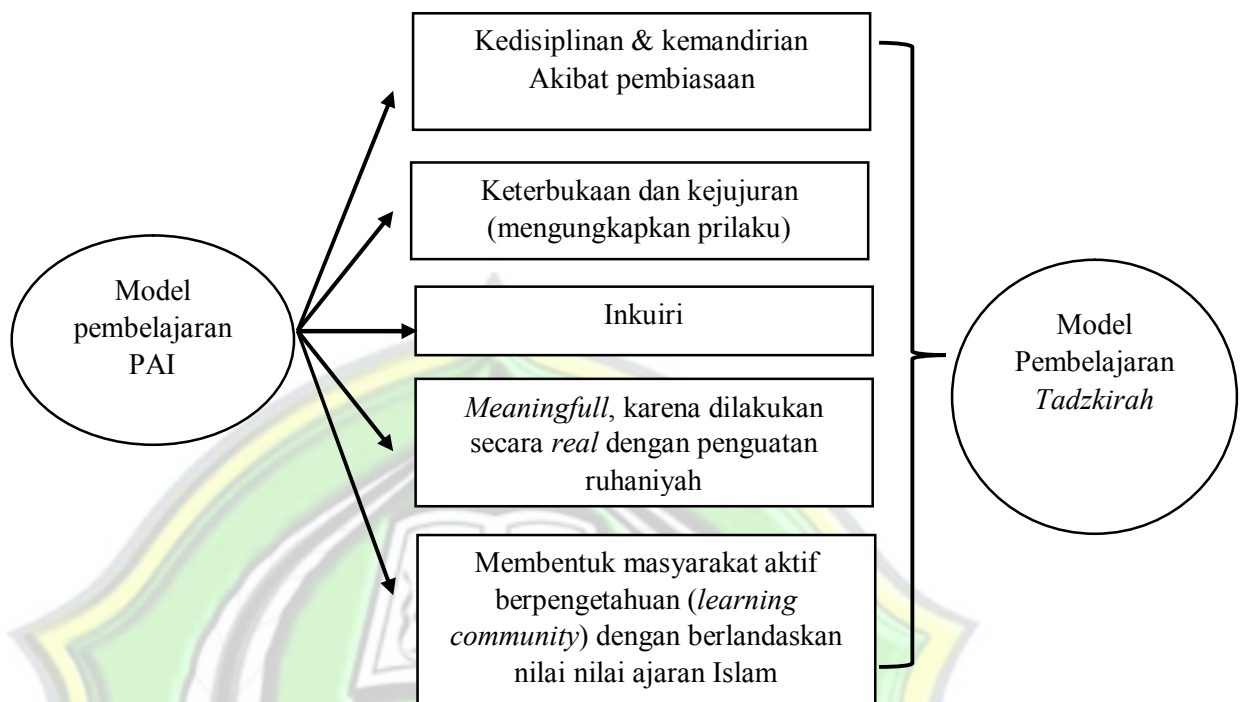 Model
pembelajaran
PAI
Kedisiplinan & kemandirian
Akibat pembiasaan
Keterbukaan dan kejujuran
(mengungkapkan prilaku)
Inkuiri
Meaningfull, karena dilakukan
secara real dengan penguatan
ruhaniyah
Membentuk masyarakat aktif
berpengetahuan (learning
community) dengan berlandaskan
nilai nilai ajaran Islam
Model
Pembelajaran
Tadzkirah